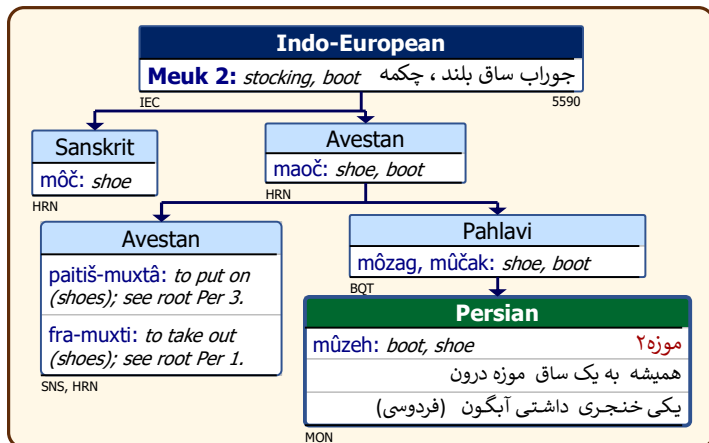 Indo-European
Meuk 2: stocking, boot جوراب ساق بلند ، چکمه
IEC 5590
Sanskrit
môč: shoe
HRN
Avestan
maoč: shoe, boot
HRN
Avestan
paitiš-muxtâ: to put on
(shoes); see root Per 3.
fra-muxti: to take out
(shoes); see root Per 1.
SNS, HRN
Pahlavi
môzag, mûčak: shoe, boot
BQT
Persian
mûzeh: boot, shoe موزه۲
همیشه به یک ساق موزه درون
یکی خنجری داشتی آبگون (فردوسی)
MON